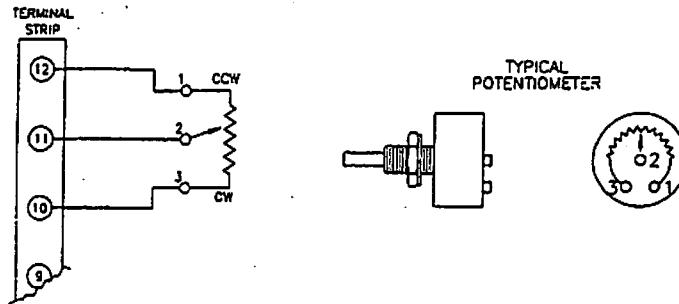 TERMINAL
STRIP
12
11
10
9
1
CCW
2
3
CW
TYPICAL
POTENTIOMETER
2
3
1